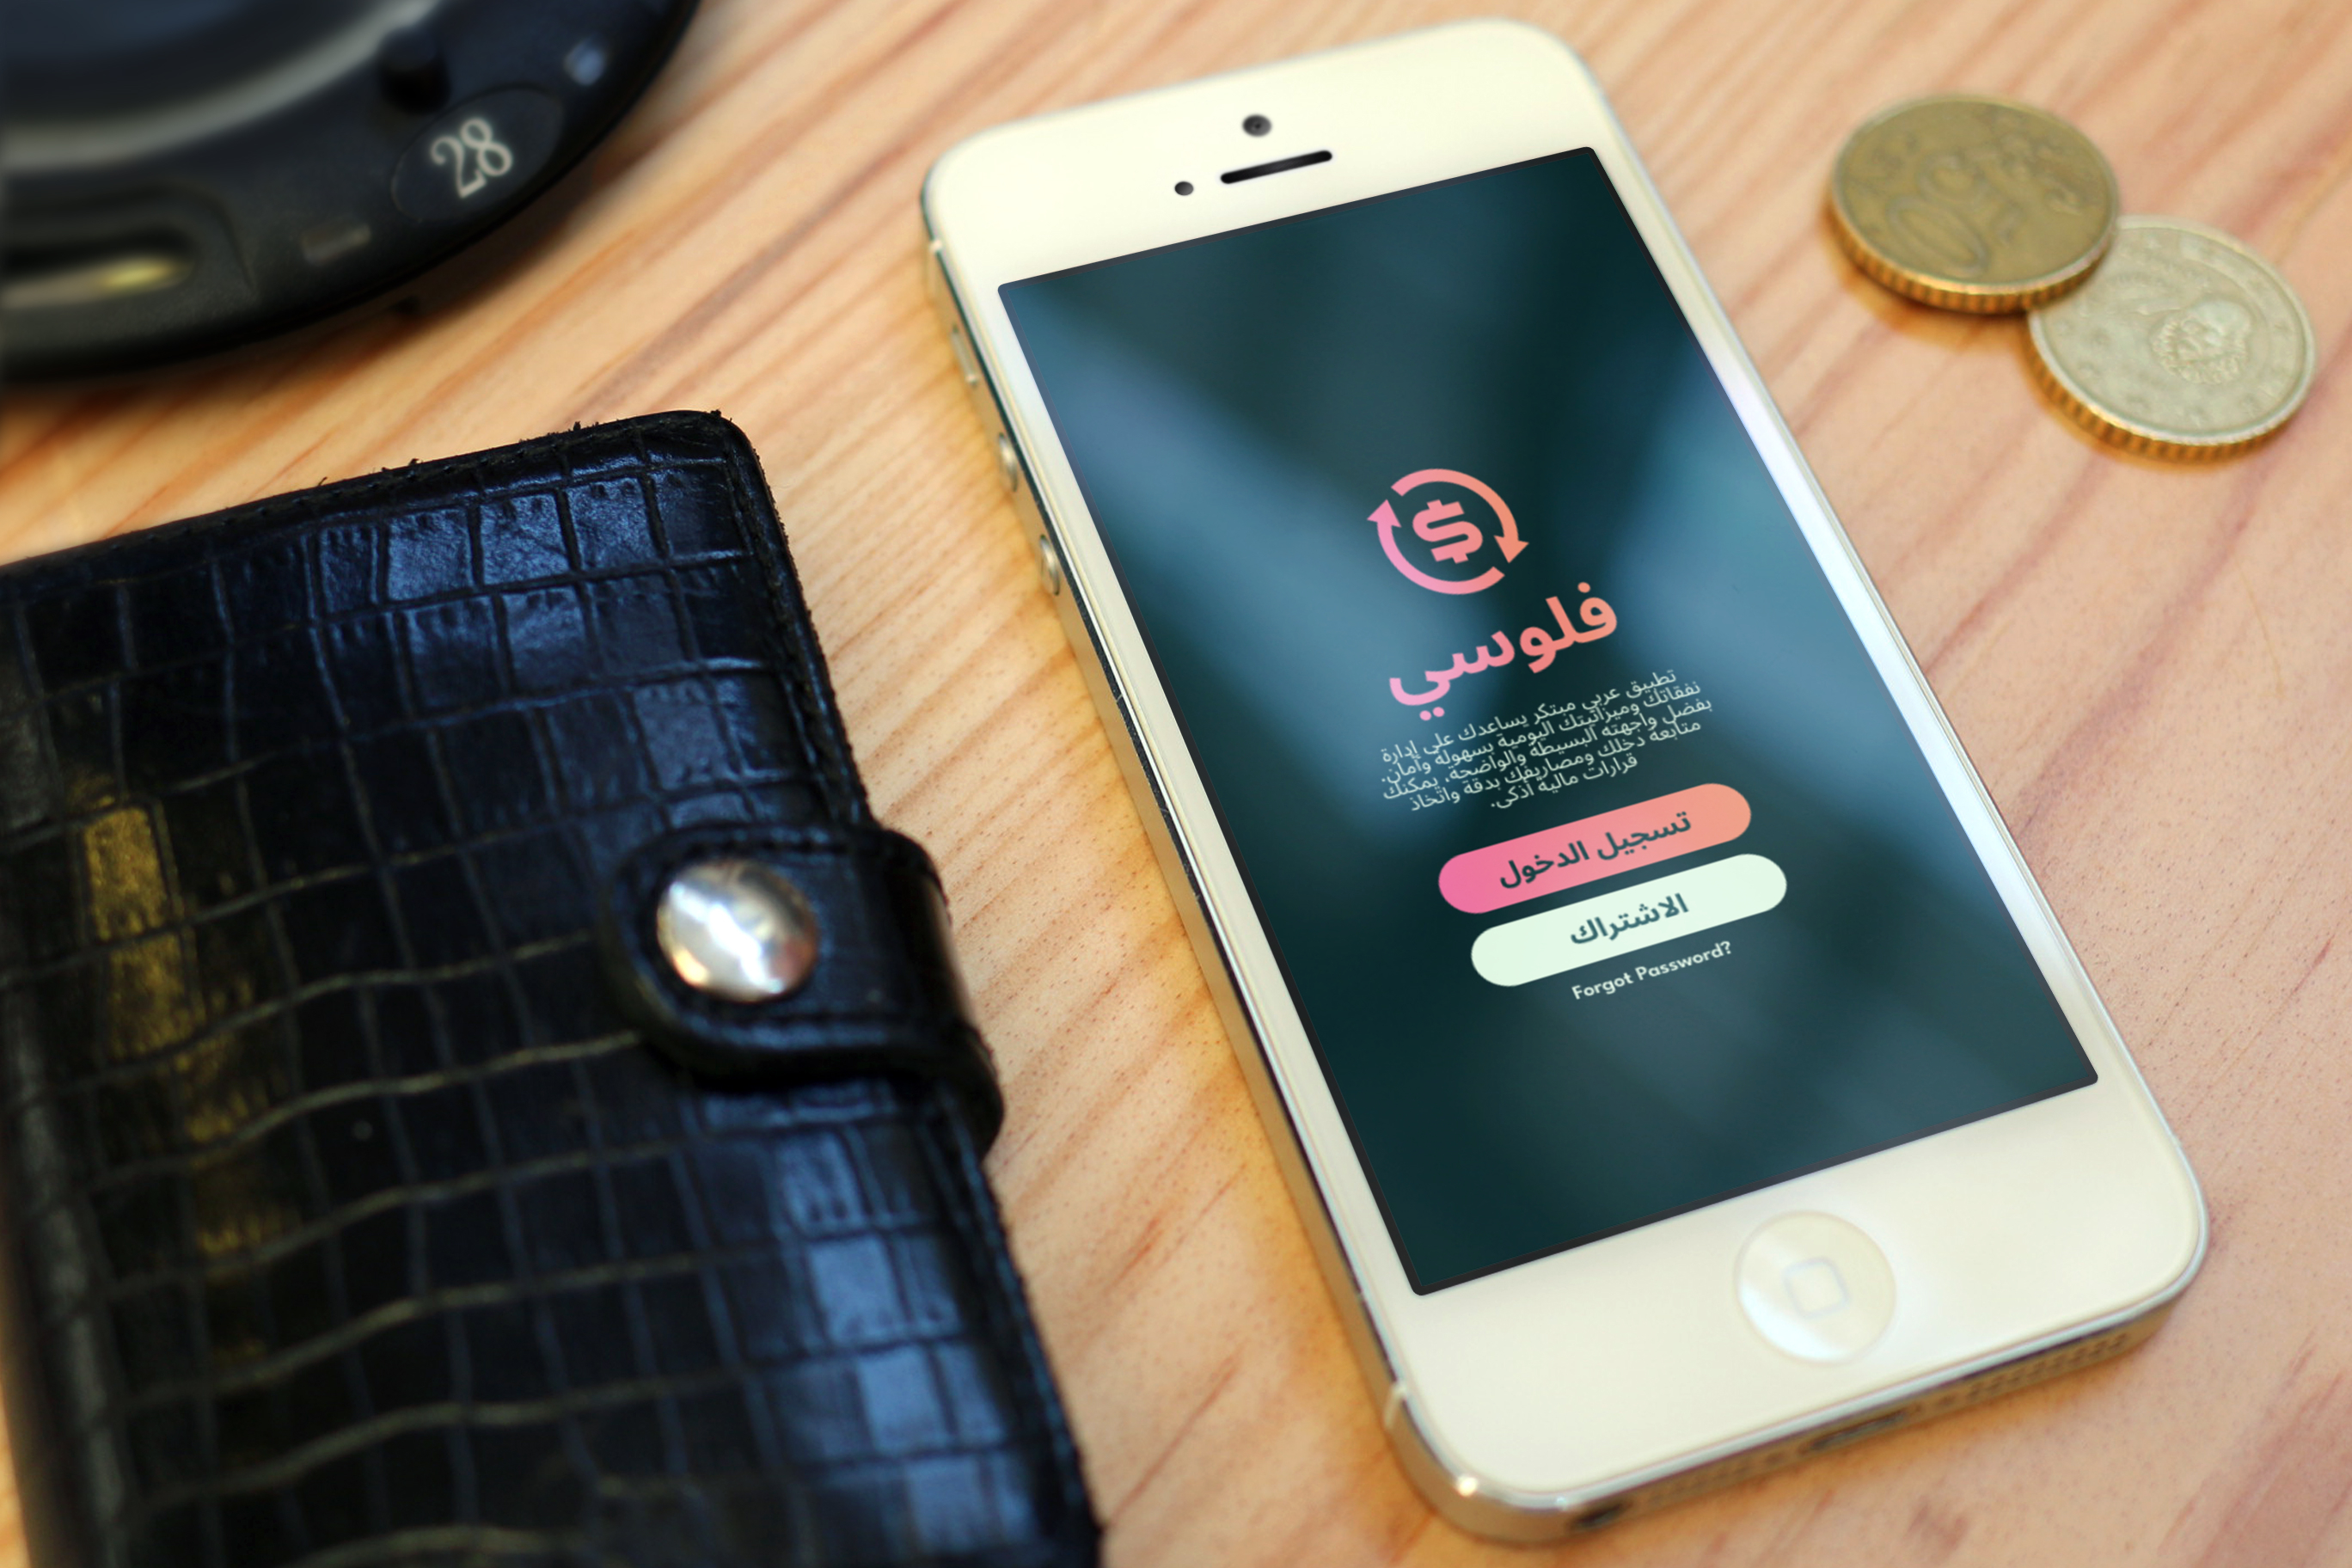 28
$
فلوسي
تطبيق عربي مبتكر يساعدك على إدارة
نفقاتك وميزانيتك اليومية بسهولة وأمان.
بفضل واجهته البسيطة والواضحة، يمكنك
متابعة دخلك ومصاريفك بدقة واتخاذ
قرارات مالية أذكى.
تسجيل الدخول
الاشتراك
Forgot Password?